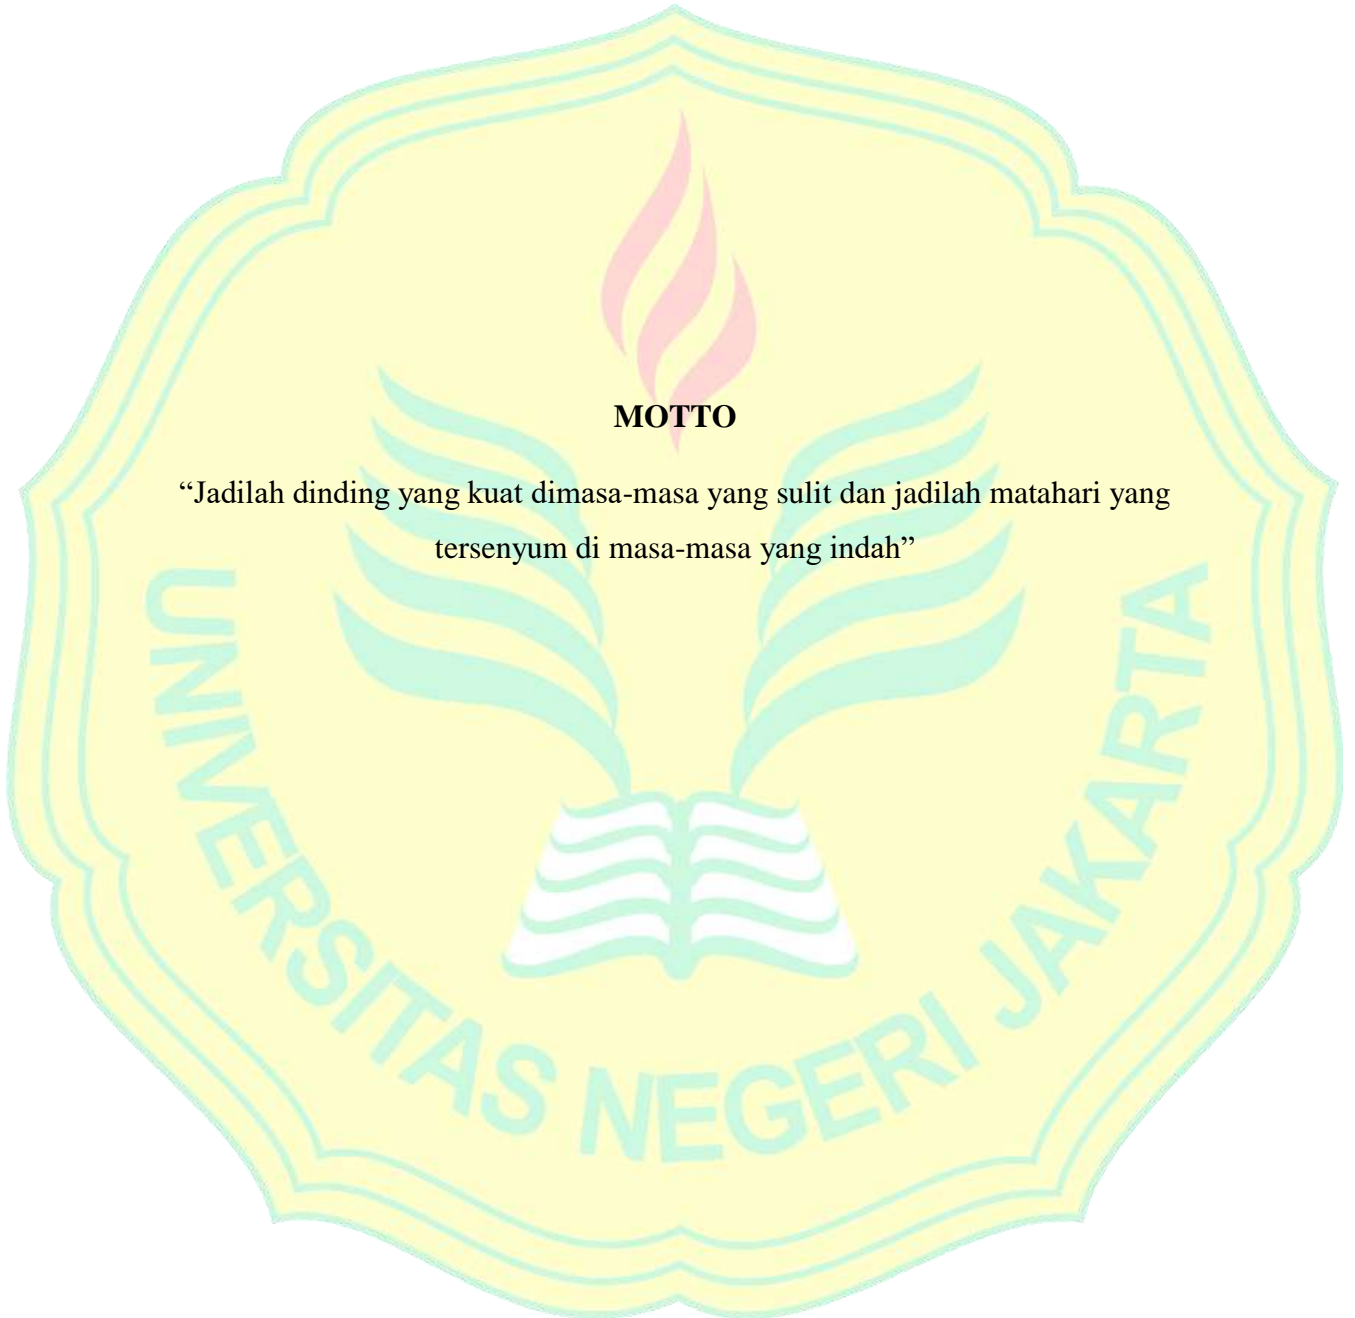 MOTTO
“Jadilah dinding yang kuat dimasa-masa yang sulit dan jadilah matahari yang
tersenyum di masa-masa yang indah”
UNIVERSITAS NEGERI JAKARTA